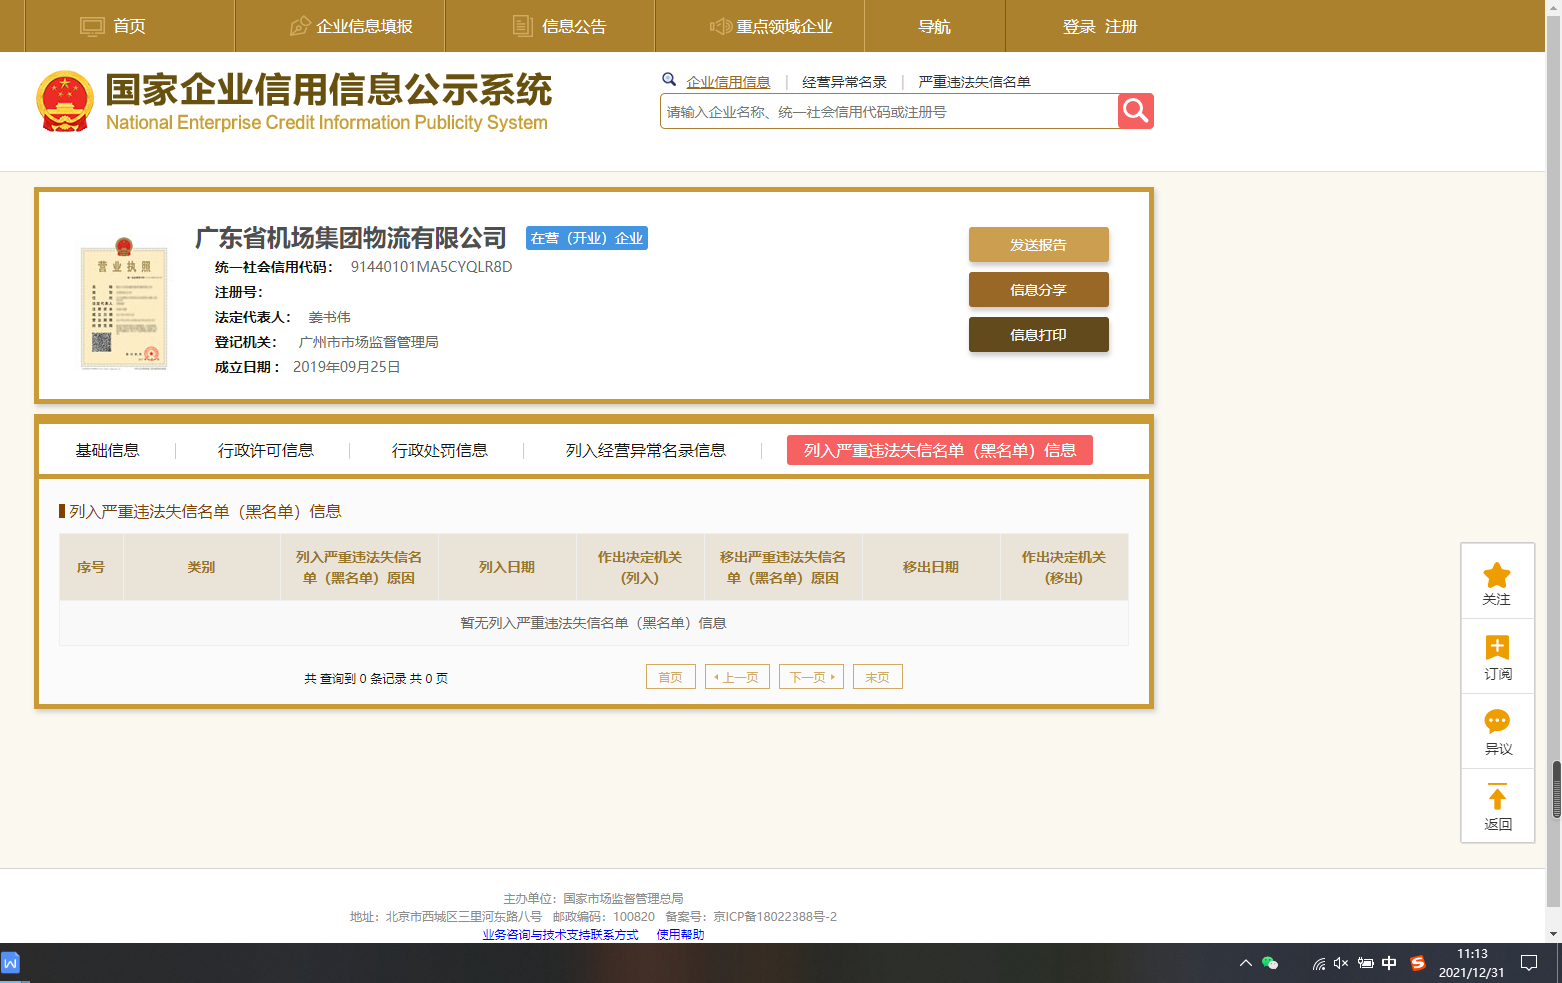 首页 企业信息填报 信息公告 重点领域企业 导航 登录 注册
国家企业信用信息公示系统
National Enterprise Credit Information Publicity System
企业信用信息 | 经营异常名录 | 严重违法失信名单
请输入企业名称、统一社会信用代码或注册号
营业执照
广东省机场集团物流有限公司 在营（开业）企业
统一社会信用代码： 91440101MA5CYQLR8D
注册号：
法定代表人： 姜书伟
登记机关： 广州市市场监督管理局
成立日期： 2019年09月25日
发送报告
信息分享
信息打印
基础信息 行政许可信息 行政处罚信息 列入经营异常名录信息 列入严重违法失信名单（黑名单）信息
列入严重违法失信名单（黑名单）信息
序号 类别 列入严重违法失信名单（黑名单）原因 列入日期 作出决定机关(列入) 移出严重违法失信名单（黑名单）原因 移出日期 作出决定机关(移出)
暂无列入严重违法失信名单（黑名单）信息
共 查询到 0 条记录 共 0 页 首页 上一页 下一页 末页
关注
订阅
异议
返回
主办单位：国家市场监督管理总局
地址：北京市西城区三里河东路八号 邮政编码：100820 备案号：京ICP备18022388号-2
业务咨询与技术支持联系方式 使用帮助
中
11:13
2021/12/31